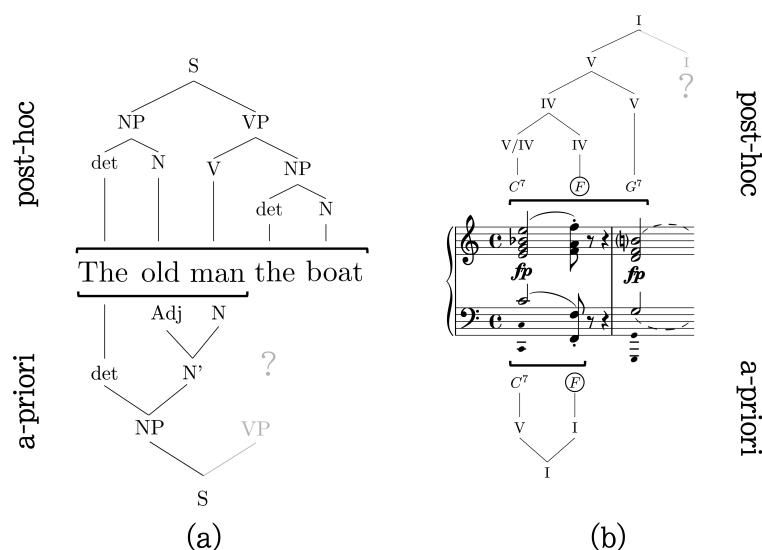 S
NP VP
det N V NP
det N
post-hoc
The old man the boat
Adj N
det N' ?
NP VP
S
a-priori
(a)
I
V I
?
IV V
V/IV IV
C7 F G7
post-hoc
fp fp
C7 F
V I
I
a-priori
(b)